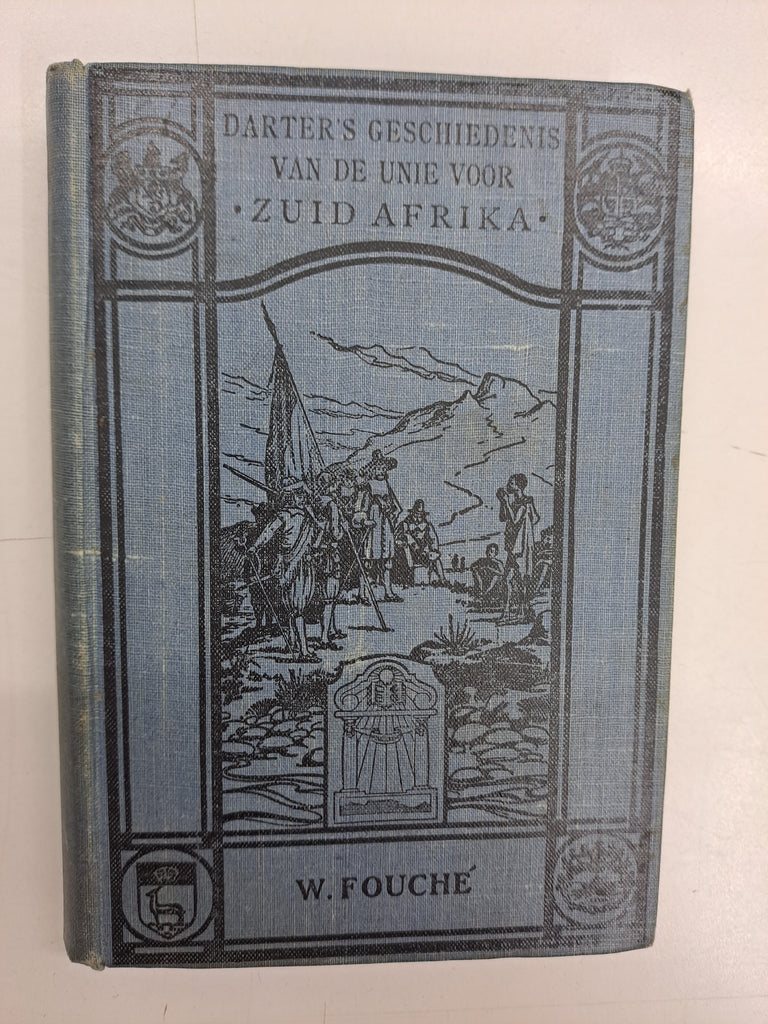 DARTER'S GESCHIEDENIS
VAN DE UNIE VOOR
· ZUID AFRIKA ·
W. FOUCHÉ